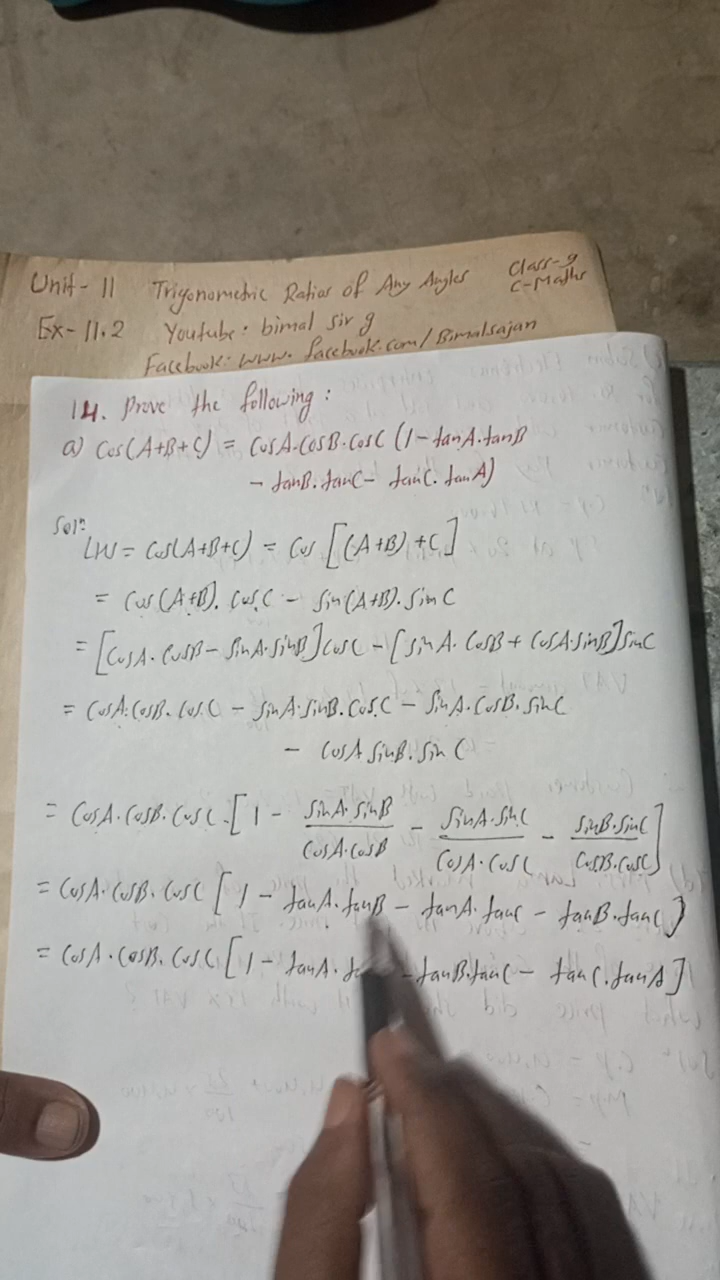 Unit- 11 Trigonometric Ratios of Any Angles Class-9
C-Maths
Ex- 11.2 Youtube: bimal sir g
Facebook: www. facebook.com/Bimalsajan
14. Prove the following :
a) Cos(A+B+C) = CosA.CosB.CosC (1-tanA.tanB
- tanB.tanC- tanC.tanA)
Solⁿ
LHS = Cos(A+B+C) = Cos [(A+B)+C]
= Cos(A+B). CosC - Sin(A+B).SinC
= [CosA. CosB - SinA.SinB]CosC - [SinA. CosB + CosA.SinB]SinC
= CosA.CosB.CosC - SinA.SinB.CosC - SinA.CosB.SinC
- CosA SinB.SinC
= CosA.CosB.CosC.[1 - SinA.SinB/CosA.CosB - SinA.SinC/CosA.CosC - SinB.SinC/CosB.CosC]
= CosA.CosB.CosC [1 - tanA.tanB - tanA.tanC - tanB.tanC]
= CosA.CosB.CosC [1 - tanA. -tanB.tanC - tanC.tanA]